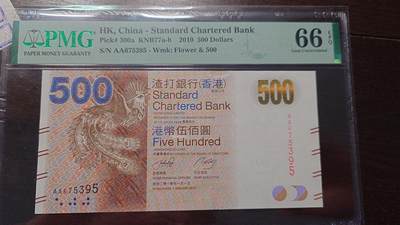 PMG
PAPER MONEY GUARANTY
HK, China - Standard Chartered Bank
Pick# 300a KNB77a-b 2010 500 Dollars
S/N AA675395 - Wmk: Flower & 500
66 EPQ
500
渣打銀行(香港)
Standard
Chartered Bank
500
港幣伍佰圓
Five Hundred
AA675395
AA675395